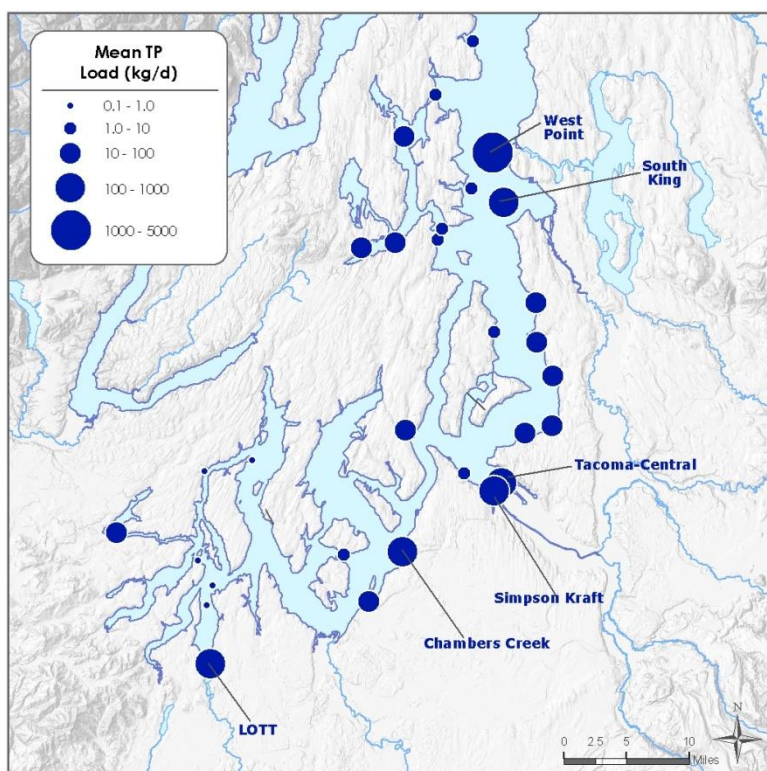 Mean TP
Load (kg/d)
0.1 - 1.0
1.0 - 10
10 - 100
100 - 1000
1000 - 5000
West
Point
South
King
Tacoma-Central
Simpson Kraft
Chambers Creek
LOTT
N
0 2.5 5 10
Miles